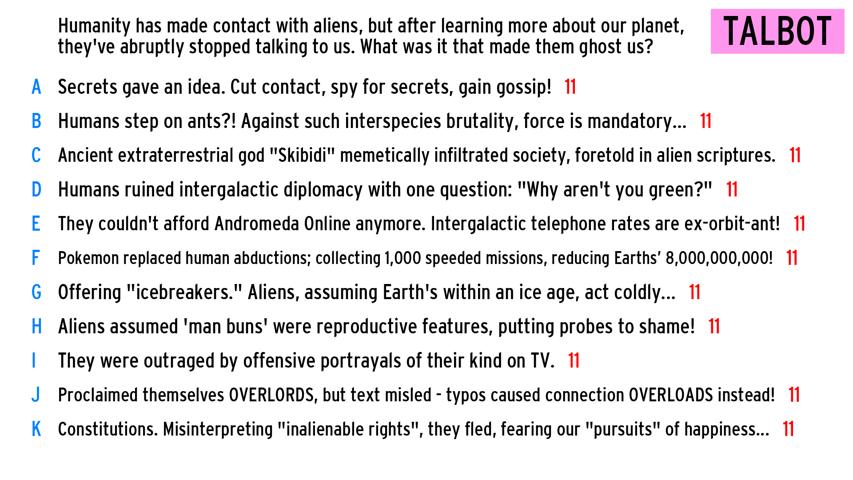 Humanity has made contact with aliens, but after learning more about our planet,
they've abruptly stopped talking to us. What was it that made them ghost us?
TALBOT
A Secrets gave an idea. Cut contact, spy for secrets, gain gossip! 11
B Humans step on ants?! Against such interspecies brutality, force is mandatory... 11
C Ancient extraterrestrial god "Skibidi" memetically infiltrated society, foretold in alien scriptures. 11
D Humans ruined intergalactic diplomacy with one question: "Why aren't you green?" 11
E They couldn't afford Andromeda Online anymore. Intergalactic telephone rates are ex-orbit-ant! 11
F Pokemon replaced human abductions; collecting 1,000 speeded missions, reducing Earths' 8,000,000,000! 11
G Offering "icebreakers." Aliens, assuming Earth's within an ice age, act coldly... 11
H Aliens assumed 'man buns' were reproductive features, putting probes to shame! 11
I They were outraged by offensive portrayals of their kind on TV. 11
J Proclaimed themselves OVERLORDS, but text misled - typos caused connection OVERLOADS instead! 11
K Constitutions. Misinterpreting "inalienable rights", they fled, fearing our "pursuits" of happiness... 11